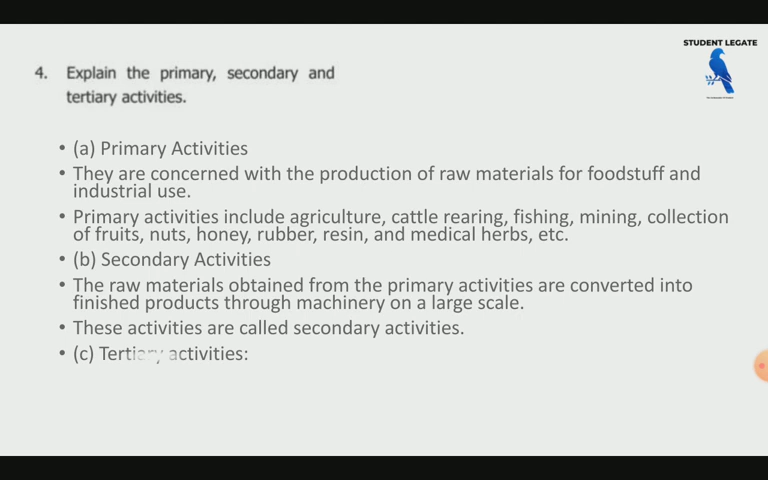 STUDENT LEGATE
4. Explain the primary, secondary and
tertiary activities.
• (a) Primary Activities
• They are concerned with the production of raw materials for foodstuff and
industrial use.
• Primary activities include agriculture, cattle rearing, fishing, mining, collection
of fruits, nuts, honey, rubber, resin, and medical herbs, etc.
• (b) Secondary Activities
• The raw materials obtained from the primary activities are converted into
finished products through machinery on a large scale.
• These activities are called secondary activities.
• (c) Tertiary activities: